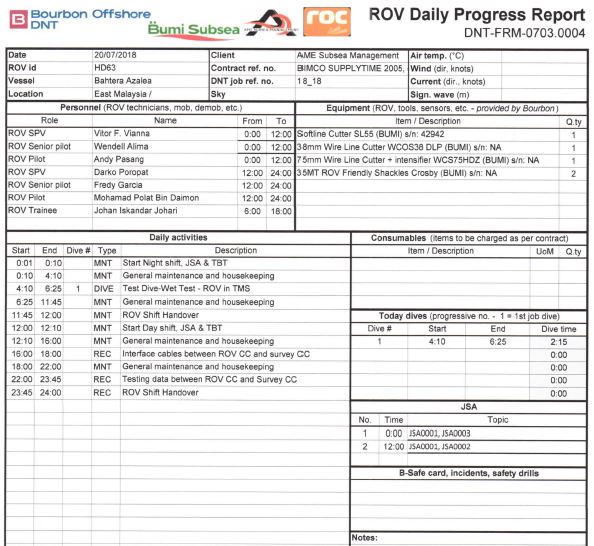 Bourbon Offshore DNT
Bumi Subsea
AME SUBSEA MANAGEMENT
roc
ROV Daily Progress Report
DNT-FRM-0703.0004
Date 20/07/2018 Client AME Subsea Management Air temp. (°C)
ROV id HD63 Contract ref. no. BIMCO SUPPLYTIME 2005, Wind (dir, knots)
Vessel Bahtera Azalea DNT job ref. no. 18_18 Current (dir., knots)
Location East Malaysia / Sky Sign. wave (m)
Personnel (ROV technicians, mob, demob, etc.) Equipment (ROV, tools, sensors, etc. - provided by Bourbon)
Role Name From To Item / Description Q.ty
ROV SPV Vitor F. Vianna 0:00 12:00 Softline Cutter SL55 (BUMI) s/n: 42942 1
ROV Senior pilot Wendell Alima 0:00 12:00 38mm Wire Line Cutter WCOS38 DLP (BUMI) s/n: NA 1
ROV Pilot Andy Pasang 0:00 12:00 75mm Wire Line Cutter + intensifier WCS75HDZ (BUMI) s/n: NA 1
ROV SPV Darko Poropat 12:00 24:00 35MT ROV Friendly Shackles Crosby (BUMI) s/n: NA 2
ROV Senior pilot Fredy Garcia 12:00 24:00
ROV Pilot Mohamad Polat Bin Daimon 12:00 24:00
ROV Trainee Johan Iskandar Johari 6:00 18:00
Daily activities
Start End Dive # Type Description
0:01 0:10 MNT Start Night shift, JSA & TBT
0:10 4:10 MNT General maintenance and housekeeping
4:10 6:25 1 DIVE Test Dive-Wet Test - ROV in TMS
6:25 11:45 MNT General maintenance and housekeeping
11:45 12:00 MNT ROV Shift Handover
12:00 12:10 MNT Start Day shift, JSA & TBT
12:10 16:00 MNT General maintenance and housekeeping
16:00 18:00 REC Interface cables between ROV CC and survey CC
18:00 22:00 MNT General maintenance and housekeeping
22:00 23:45 REC Testing data between ROV CC and Survey CC
23:45 24:00 REC ROV Shift Handover
Consumables (items to be charged as per contract)
Item / Description UoM Q.ty
Today dives (progressive no. - 1 = 1st job dive)
Dive # Start End Dive time
1 4:10 6:25 2:15
0:00
0:00
0:00
JSA
No. Time Topic
1 0:00 JSA0001, JSA0003
2 12:00 JSA0001, JSA0002
B-Safe card, incidents, safety drills
Notes: